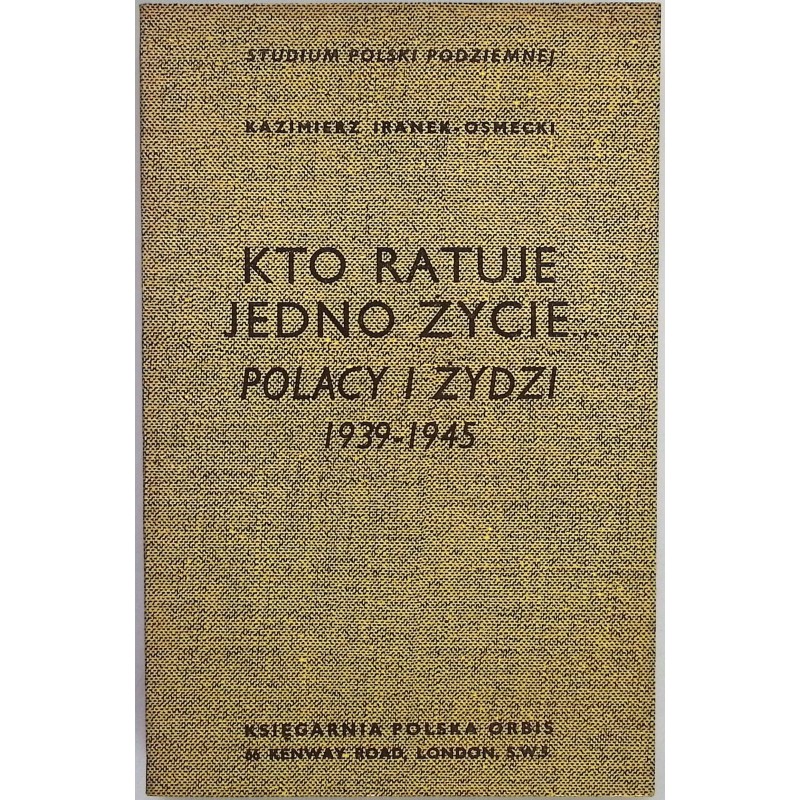 STUDIUM POLSKI PODZIEMNEJ
KAZIMIERZ IRANEK-OSMECKI
KTO RATUJE
JEDNO ŻYCIE...
POLACY I ŻYDZI
1939-1945
KSIĘGARNIA POLSKA ORBIS
66 KENWAY ROAD, LONDON, S.W.5.